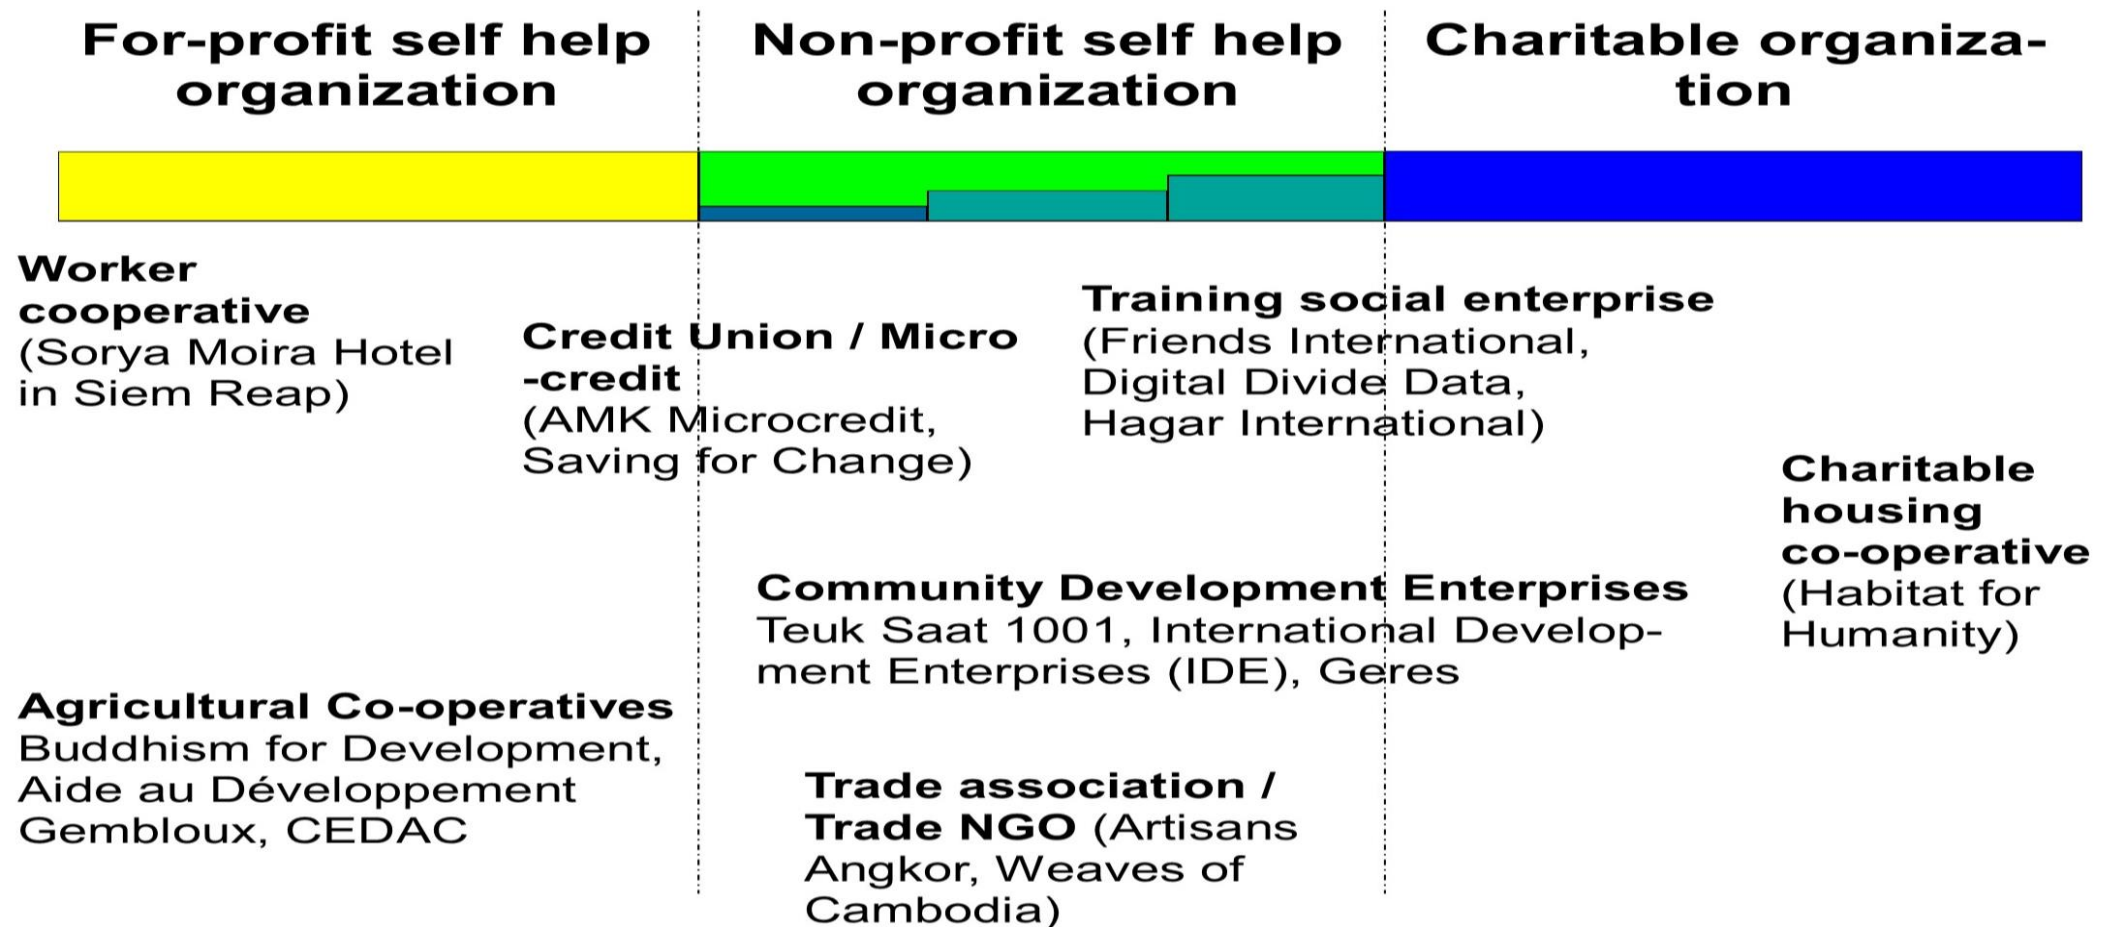 For-profit self help
organization
Non-profit self help
organization
Charitable organiza-
tion
Worker
cooperative
(Sorya Moira Hotel
in Siem Reap)
Credit Union / Micro
-credit
(AMK Microcredit,
Saving for Change)
Training social enterprise
(Friends International,
Digital Divide Data,
Hagar International)
Charitable
housing
co-operative
(Habitat for
Humanity)
Community Development Enterprises
Teuk Saat 1001, International Develop-
ment Enterprises (IDE), Geres
Agricultural Co-operatives
Buddhism for Development,
Aide au Développement
Gembloux, CEDAC
Trade association /
Trade NGO (Artisans
Angkor, Weaves of
Cambodia)